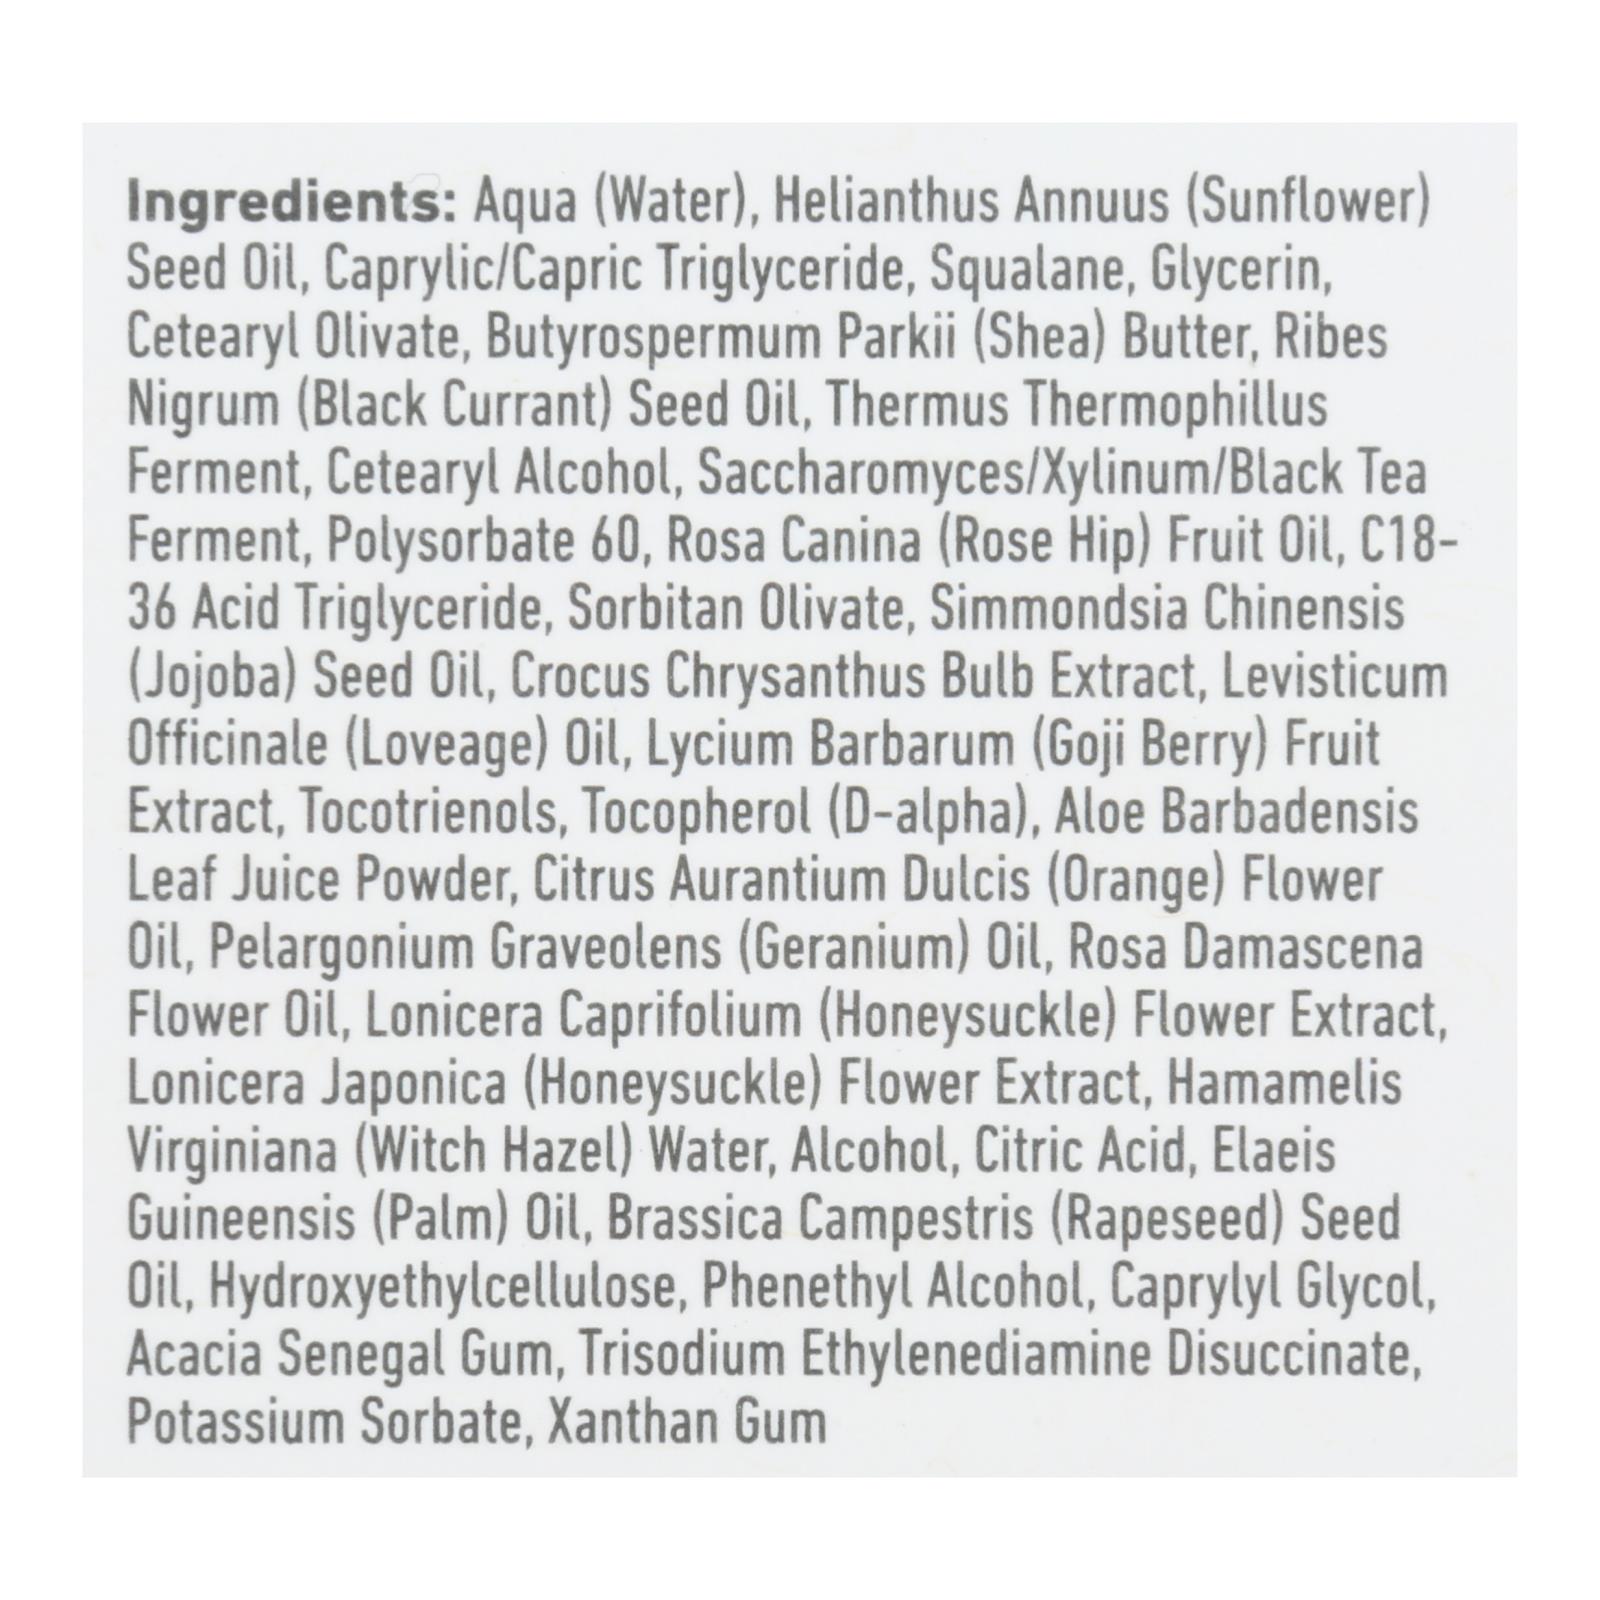 Ingredients: Aqua (Water), Helianthus Annuus (Sunflower)
Seed Oil, Caprylic/Capric Triglyceride, Squalane, Glycerin,
Cetearyl Olivate, Butyrospermum Parkii (Shea) Butter, Ribes
Nigrum (Black Currant) Seed Oil, Thermus Thermophillus
Ferment, Cetearyl Alcohol, Saccharomyces/Xylinum/Black Tea
Ferment, Polysorbate 60, Rosa Canina (Rose Hip) Fruit Oil, C18-
36 Acid Triglyceride, Sorbitan Olivate, Simmondsia Chinensis
(Jojoba) Seed Oil, Crocus Chrysanthus Bulb Extract, Levisticum
Officinale (Loveage) Oil, Lycium Barbarum (Goji Berry) Fruit
Extract, Tocotrienols, Tocopherol (D-alpha), Aloe Barbadensis
Leaf Juice Powder, Citrus Aurantium Dulcis (Orange) Flower
Oil, Pelargonium Graveolens (Geranium) Oil, Rosa Damascena
Flower Oil, Lonicera Caprifolium (Honeysuckle) Flower Extract,
Lonicera Japonica (Honeysuckle) Flower Extract, Hamamelis
Virginiana (Witch Hazel) Water, Alcohol, Citric Acid, Elaeis
Guineensis (Palm) Oil, Brassica Campestris (Rapeseed) Seed
Oil, Hydroxyethylcellulose, Phenethyl Alcohol, Caprylyl Glycol,
Acacia Senegal Gum, Trisodium Ethylenediamine Disuccinate,
Potassium Sorbate, Xanthan Gum